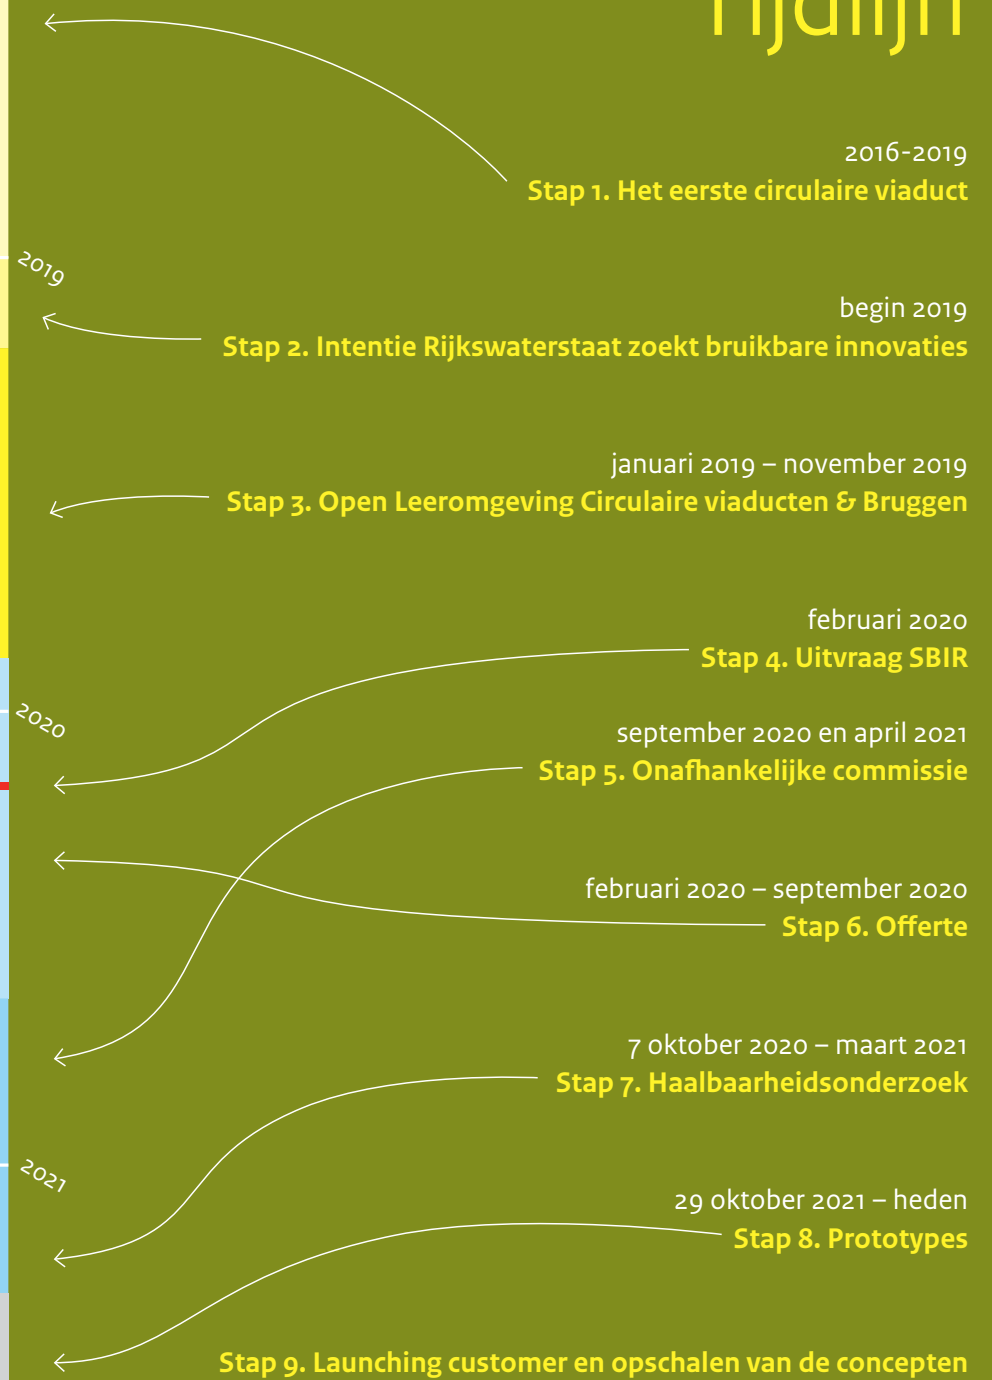 2016-2019
Stap 1. Het eerste circulaire viaduct
2019
begin 2019
Stap 2. Intentie Rijkswaterstaat zoekt bruikbare innovaties
januari 2019 – november 2019
Stap 3. Open Leeromgeving Circulaire viaducten & Bruggen
februari 2020
Stap 4. Uitvraag SBIR
2020
september 2020 en april 2021
Stap 5. Onafhankelijke commissie
februari 2020 – september 2020
Stap 6. Offerte
7 oktober 2020 – maart 2021
Stap 7. Haalbaarheidsonderzoek
2021
29 oktober 2021 – heden
Stap 8. Prototypes
Stap 9. Launching customer en opschalen van de concepten